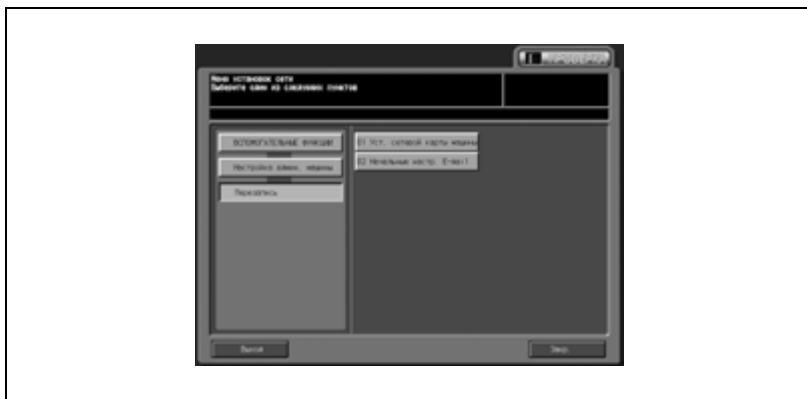 ПРОВЕРКА
Меню установок сети
Выберите один из следующих пунктов
ВСПОМОГАТЕЛЬНЫЕ ФУНКЦИИ
01 Уст. сетевой карты машины
Настройка админ. машины
02 Начальные настр. E-mail
Перезапись
Выход
Закр.